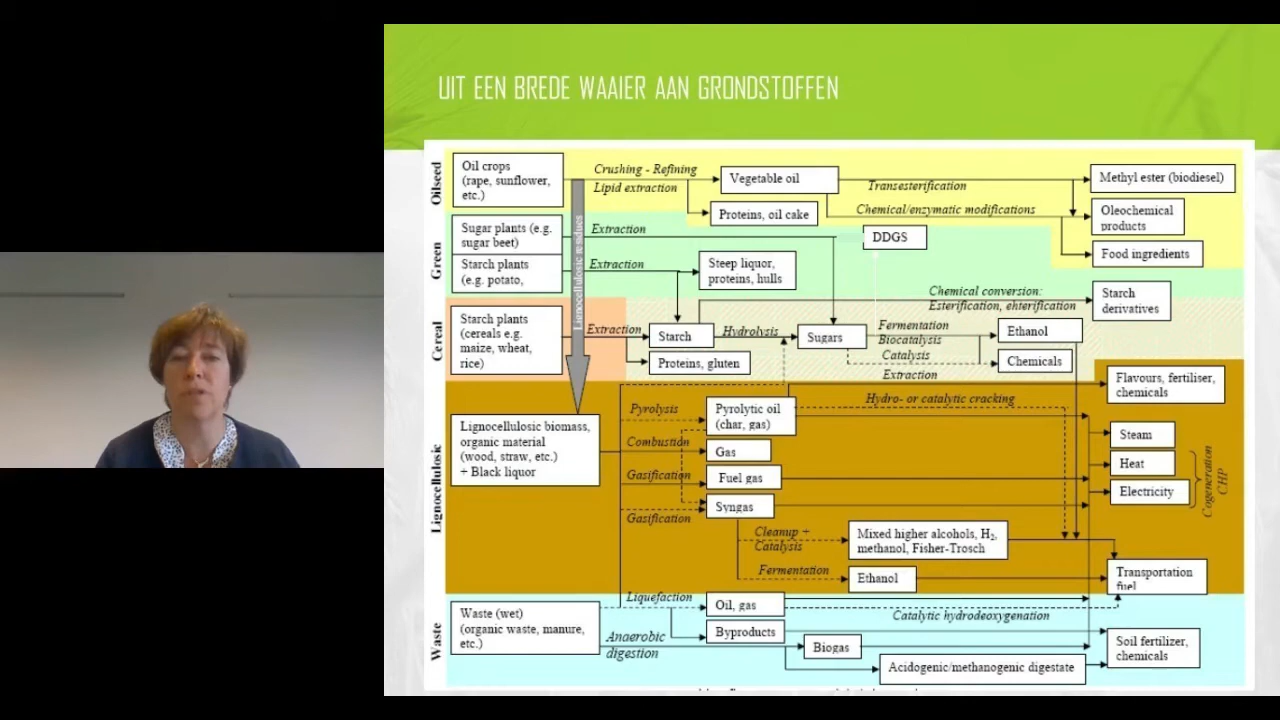 UIT EEN BREDE WAAIER AAN GRONDSTOFFEN
Oilseed
Oil crops
(rape, sunflower,
etc.)
Crushing - Refining
Lipid extraction
Vegetable oil
Proteins, oil cake
Transesterification
Chemical/enzymatic modifications
Methyl ester (biodiesel)
Oleochemical
products
Food ingredients
Green
Sugar plants (e.g.
sugar beet)
Starch plants
(e.g. potato,
Lignocellulosic residues
Extraction
Extraction
Steep liquor,
proteins, hulls
DDGS
Chemical conversion:
Esterification, ehterification
Starch
derivatives
Cereal
Starch plants
(cereals e.g.
maize, wheat,
rice)
Extraction
Starch
Proteins, gluten
Hydrolysis
Sugars
Fermentation
Biocatalysis
Catalysis
Ethanol
Chemicals
Extraction
Flavours, fertiliser,
chemicals
Lignocellulosic
Lignocellulosic biomass,
organic material
(wood, straw, etc.)
+ Black liquor
Pyrolysis
Combustion
Gasification
Gasification
Pyrolytic oil
(char, gas)
Gas
Fuel gas
Syngas
Hydro- or catalytic cracking
Steam
Heat
Electricity
Cogeneration
CHP
Cleanup +
Catalysis
Fermentation
Mixed higher alcohols, H₂,
methanol, Fisher-Trosch
Ethanol
Transportation
fuel
Waste
Waste (wet)
(organic waste, manure,
etc.)
Liquefaction
Anaerobic
digestion
Oil, gas
Byproducts
Biogas
Catalytic hydrodeoxygenation
Acidogenic/methanogenic digestate
Soil fertilizer,
chemicals